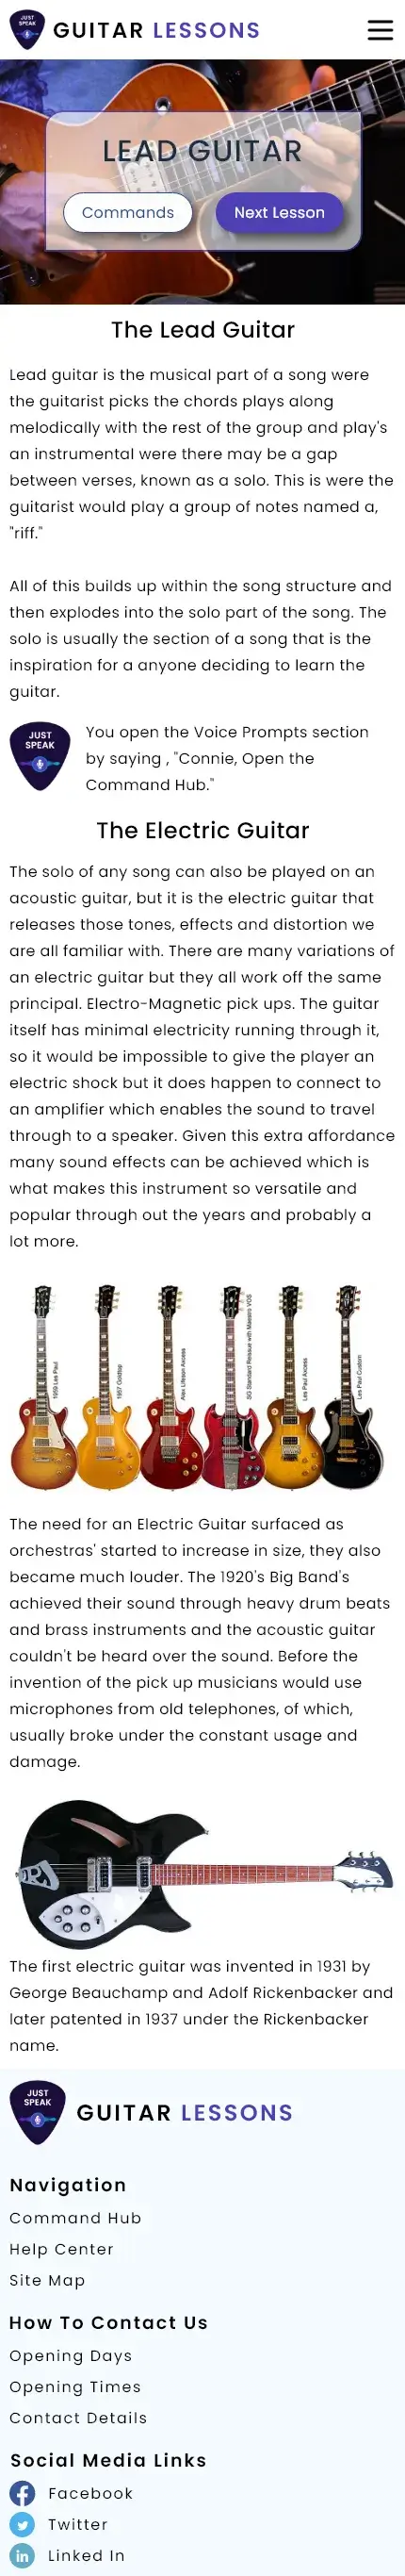 JUST
SPEAK
GUITAR LESSONS
LEAD GUITAR
Commands
Next Lesson
The Lead Guitar
Lead guitar is the musical part of a song were
the guitarist picks the chords plays along
melodically with the rest of the group and play's
an instrumental were there may be a gap
between verses, known as a solo. This is were the
guitarist would play a group of notes named a,
"riff."
All of this builds up within the song structure and
then explodes into the solo part of the song. The
solo is usually the section of a song that is the
inspiration for a anyone deciding to learn the
guitar.
JUST
SPEAK
You open the Voice Prompts section
by saying , "Connie, Open the
Command Hub."
The Electric Guitar
The solo of any song can also be played on an
acoustic guitar, but it is the electric guitar that
releases those tones, effects and distortion we
are all familiar with. There are many variations of
an electric guitar but they all work off the same
principal. Electro-Magnetic pick ups. The guitar
itself has minimal electricity running through it,
so it would be impossible to give the player an
electric shock but it does happen to connect to
an amplifier which enables the sound to travel
through to a speaker. Given this extra affordance
many sound effects can be achieved which is
what makes this instrument so versatile and
popular through out the years and probably a
lot more.
1959 Les Paul
1957 Goldtop
Alex Lifeson Axcess
SG Standard Reissue with Maestro VOS
Les Paul Axcess
Les Paul Custom
The need for an Electric Guitar surfaced as
orchestras' started to increase in size, they also
became much louder. The 1920's Big Band's
achieved their sound through heavy drum beats
and brass instruments and the acoustic guitar
couldn't be heard over the sound. Before the
invention of the pick up musicians would use
microphones from old telephones, of which,
usually broke under the constant usage and
damage.
R
The first electric guitar was invented in 1931 by
George Beauchamp and Adolf Rickenbacker and
later patented in 1937 under the Rickenbacker
name.
JUST
SPEAK
GUITAR LESSONS
Navigation
Command Hub
Help Center
Site Map
How To Contact Us
Opening Days
Opening Times
Contact Details
Social Media Links
Facebook
Twitter
in Linked In